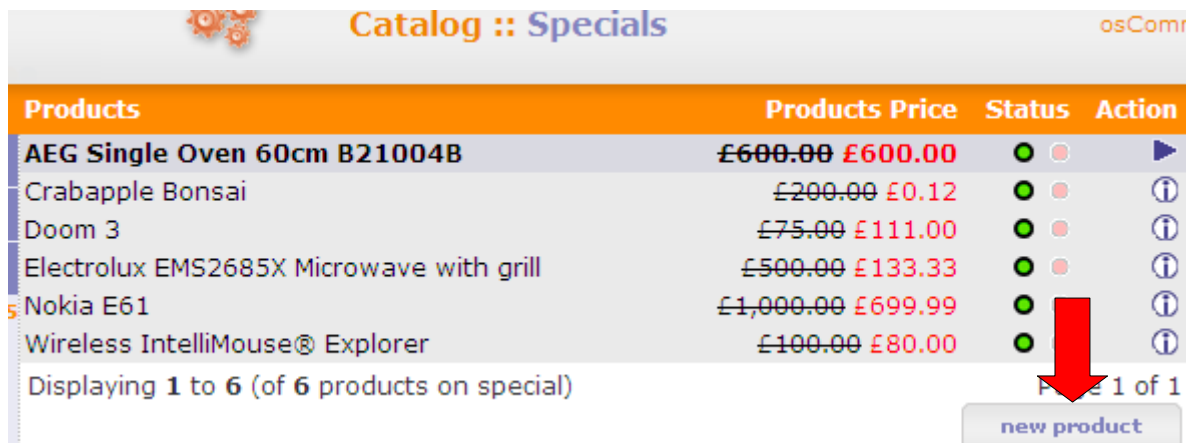 Catalog :: Specials osComm
Products Products Price Status Action
AEG Single Oven 60cm B21004B £600.00 £600.00
Crabapple Bonsai £200.00 £0.12
Doom 3 £75.00 £111.00
Electrolux EMS2685X Microwave with grill £500.00 £133.33
Nokia E61 £1,000.00 £699.99
Wireless IntelliMouse® Explorer £100.00 £80.00
Displaying 1 to 6 (of 6 products on special) 1 of 1
new product